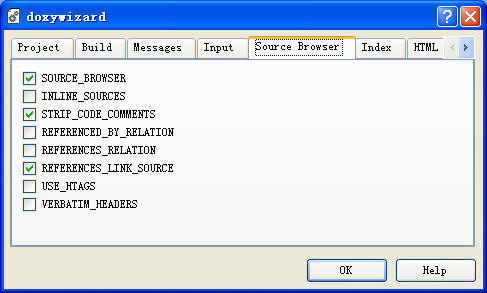 doxywizard
Project Build Messages Input Source Browser Index HTML
SOURCE_BROWSER
INLINE_SOURCES
STRIP_CODE_COMMENTS
REFERENCED_BY_RELATION
REFERENCES_RELATION
REFERENCES_LINK_SOURCE
USE_HTAGS
VERBATIM_HEADERS
OK Help